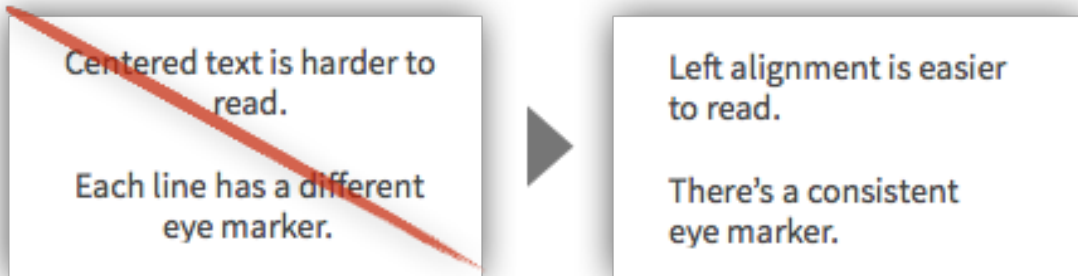 Centered text is harder to
read.
Each line has a different
eye marker.
Left alignment is easier
to read.
There’s a consistent
eye marker.